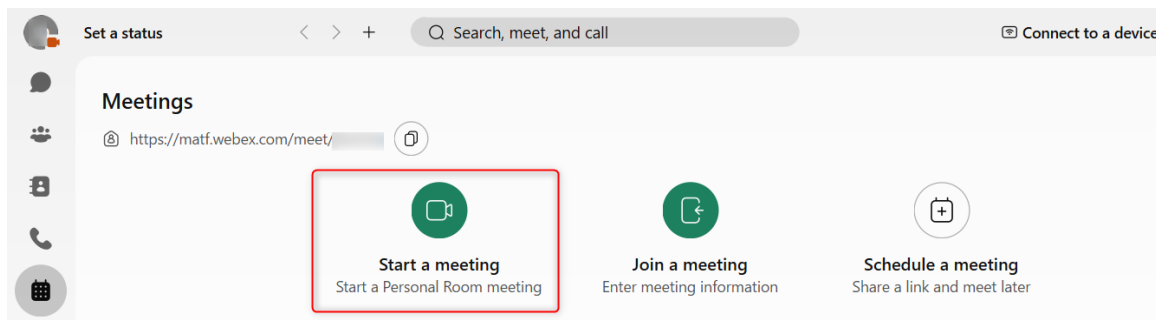 Set a status
Search, meet, and call
Connect to a device
Meetings
https://matf.webex.com/meet/
Start a meeting
Start a Personal Room meeting
Join a meeting
Enter meeting information
Schedule a meeting
Share a link and meet later